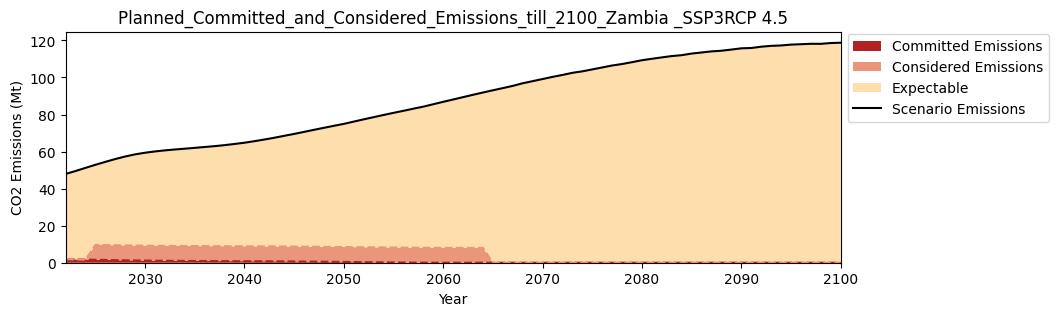 Planned_Committed_and_Considered_Emissions_till_2100_Zambia _SSP3RCP 4.5
120
100
80
60
40
20
0
CO2 Emissions (Mt)
2030 2040 2050 2060 2070 2080 2090 2100
Year
Committed Emissions
Considered Emissions
Expectable
Scenario Emissions